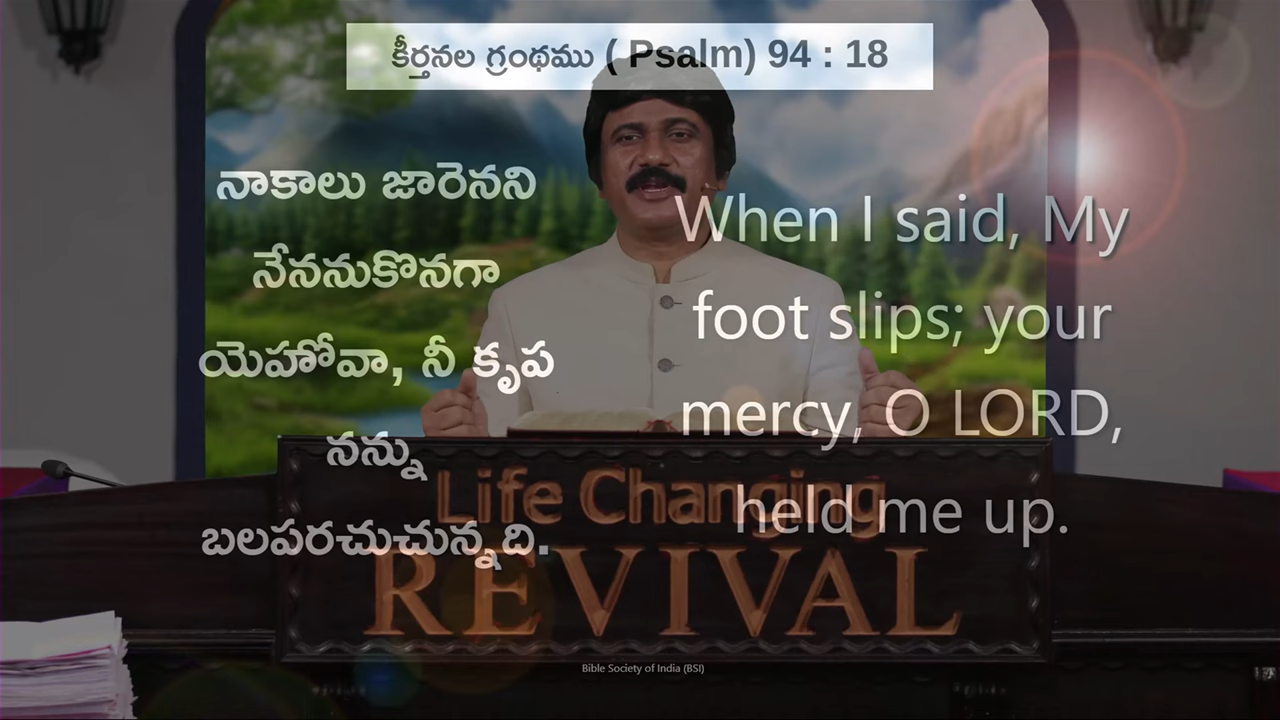 కీర్తనల గ్రంథము ( Psalm) 94 : 18
నాకాలు జారెనని
నేననుకొనగా
యెహోవా, నీ కృప
నన్ను
బలపరచుచున్నది.
When I said, My
foot slips; your
mercy, O LORD,
held me up.
Life Changing
REVIVAL
Bible Society of India (BSI)